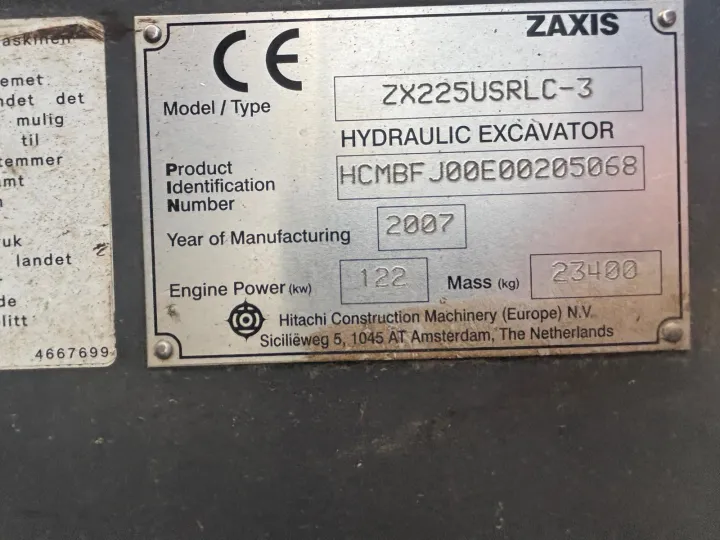 askinen
emet
ndet det
mulig
til
temmer
mt
n
uk
landet
de
litt
4667699
CE
ZAXIS
Model / Type
ZX225USRLC-3
HYDRAULIC EXCAVATOR
Product
Identification
Number
HCMBFJ00E00205068
Year of Manufacturing
2007
Engine Power (kw)
122
Mass (kg)
23400
Hitachi Construction Machinery (Europe) N.V.
Siciliëweg 5, 1045 AT Amsterdam, The Netherlands